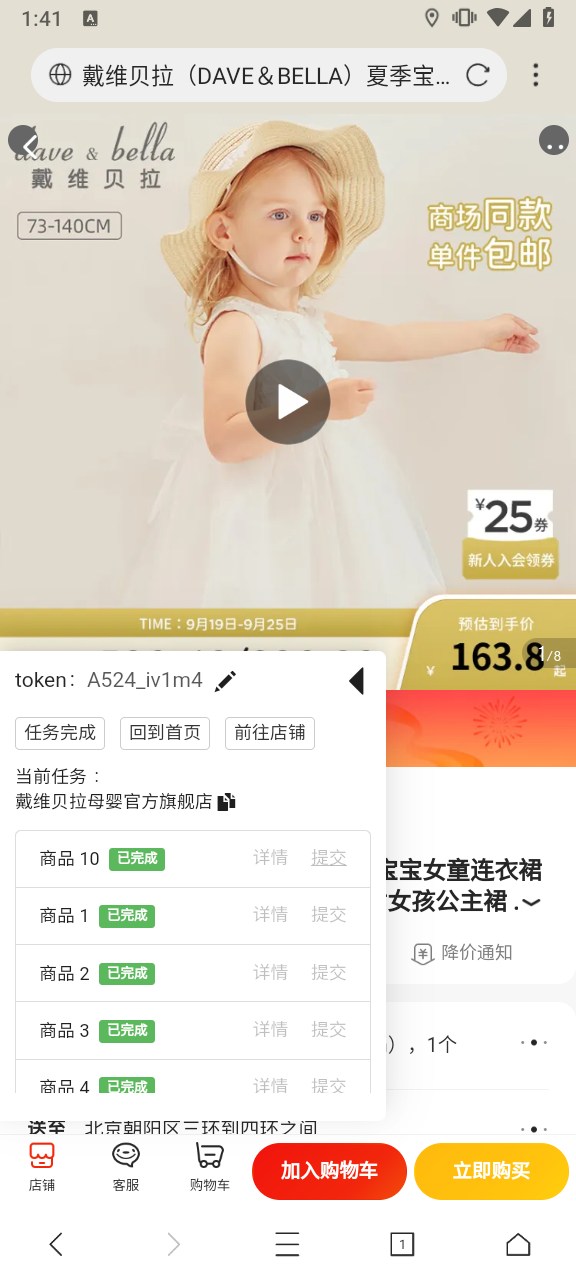 1:41
A
戴维贝拉（DAVE＆BELLA）夏季宝...
dave & bella
戴维贝拉
73-140CM
商场同款
单件包邮
¥25券
新人入会领券
TIME：9月19日-9月25日
预估到手价
¥ 163.8起
1/8
token： A524_iv1m4
任务完成 回到首页 前往店铺
当前任务：
戴维贝拉母婴官方旗舰店
商品 10 已完成 详情 提交
商品 1 已完成 详情 提交
商品 2 已完成 详情 提交
商品 3 已完成 详情 提交
商品 4 已完成 详情 提交
宝宝女童连衣裙
女孩公主裙 .
降价通知
），1个
送至 北京朝阳区三环到四环之间
店铺 客服 购物车 加入购物车 立即购买
1